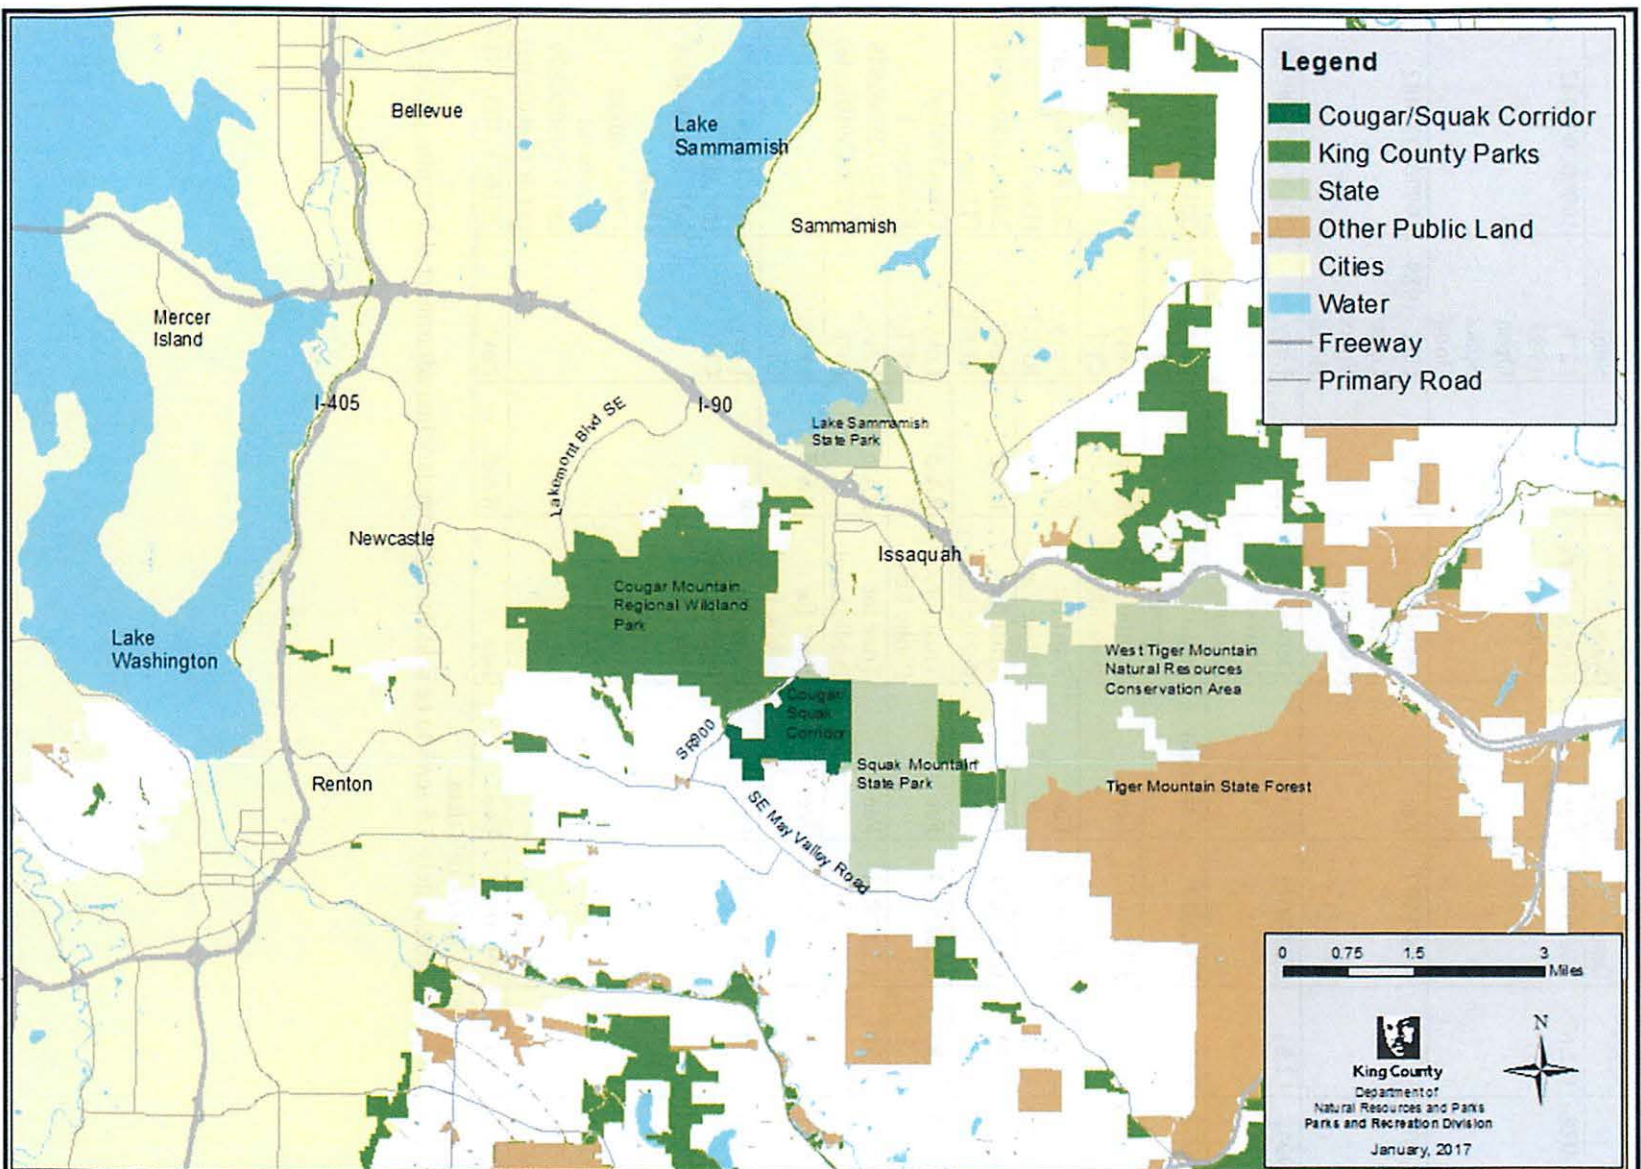 Legend
Cougar/Squak Corridor
King County Parks
State
Other Public Land
Cities
Water
Freeway
Primary Road
Bellevue
Lake
Sammamish
Sammamish
Mercer
Island
I-405
Lakemont Blvd SE
I-90
Lake Sammamish
State Park
Newcastle
Issaquah
Cougar Mountain
Regional Wildland
Park
Lake
Washington
West Tiger Mountain
Natural Resources
Conservation Area
Cougar/
Squak
Corridor
SR900
Squak Mountain
State Park
Renton
Tiger Mountain State Forest
SE May Valley Road
0 0.75 1.5 3
Miles
N
King County
Department of
Natural Resources and Parks
Parks and Recreation Division
January, 2017